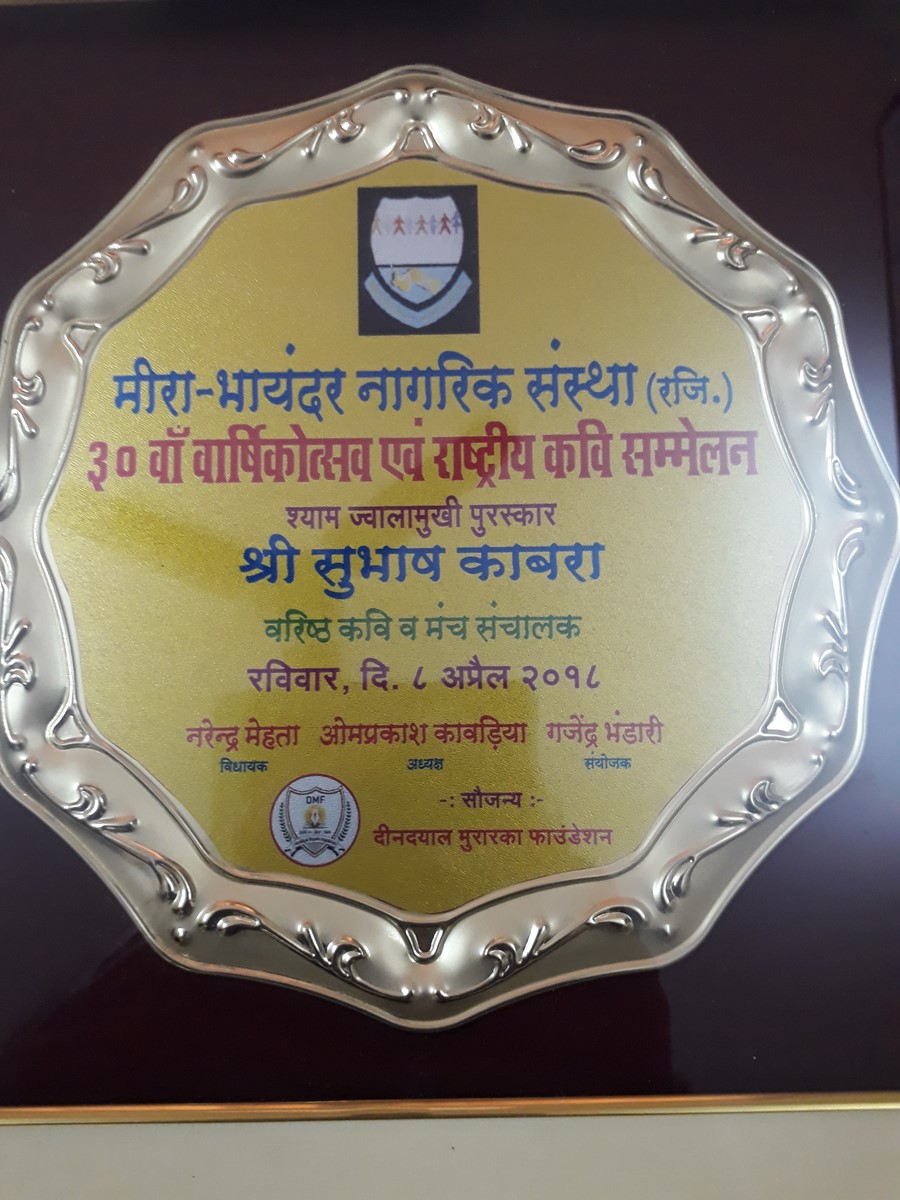 मीरा-भायंदर नागरिक संस्था (रजि.)
३० वाँ वार्षिकोत्सव एवं राष्ट्रीय कवि सम्मेलन
श्याम ज्वालामुखी पुरस्कार
श्री सुभाष काबरा
वरिष्ठ कवि व मंच संचालक
रविवार, दि. ८ अप्रैल २०१८
नरेन्द्र मेहता ओमप्रकाश कावड़िया गजेंद्र भंडारी
विधायक अध्यक्ष संयोजक
DMF
-: सौजन्य :-
दीनदयाल मुरारका फाउंडेशन